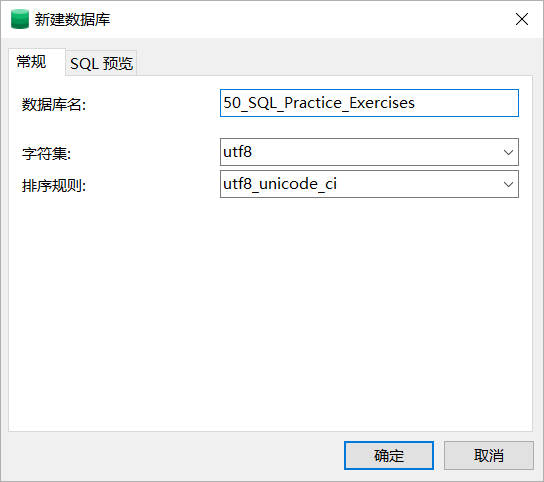 新建数据库
常规 SQL 预览
数据库名: 50_SQL_Practice_Exercises
字符集: utf8
排序规则: utf8_unicode_ci
确定 取消